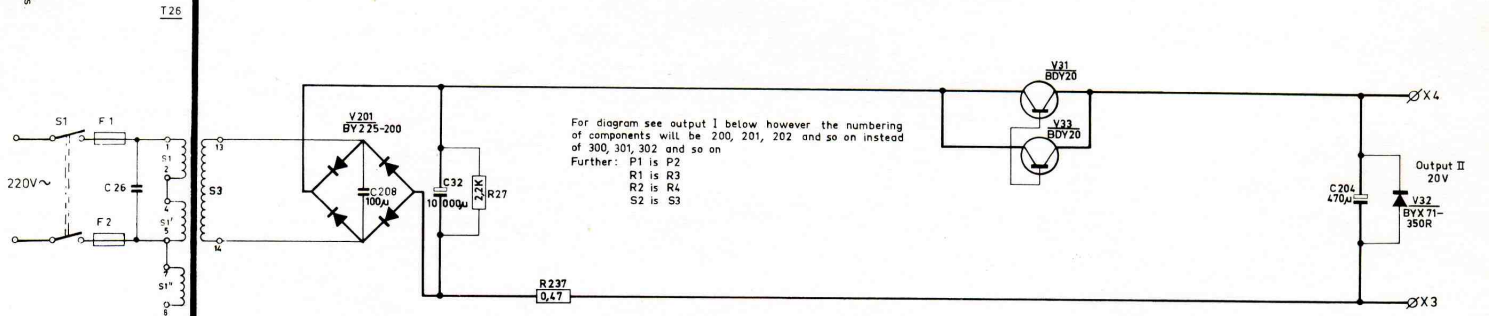 S
T26
S1
F1
220V~
C26
F2
S1
2
4
S1'
5
S1"
6
S3
13
14
V201
BY225-200
C208
100µ
C32
10 000µ
2,2K
R27
For diagram see output I below however the numbering
of components will be 200, 201, 202 and so on instead
of 300, 301, 302 and so on
Further: P1 is P2
R1 is R3
R2 is R4
S2 is S3
R237
0,47
V31
BDY20
V33
BDY20
X4
C204
470µ
Output II
20V
V32
BYX 71-
350R
X3